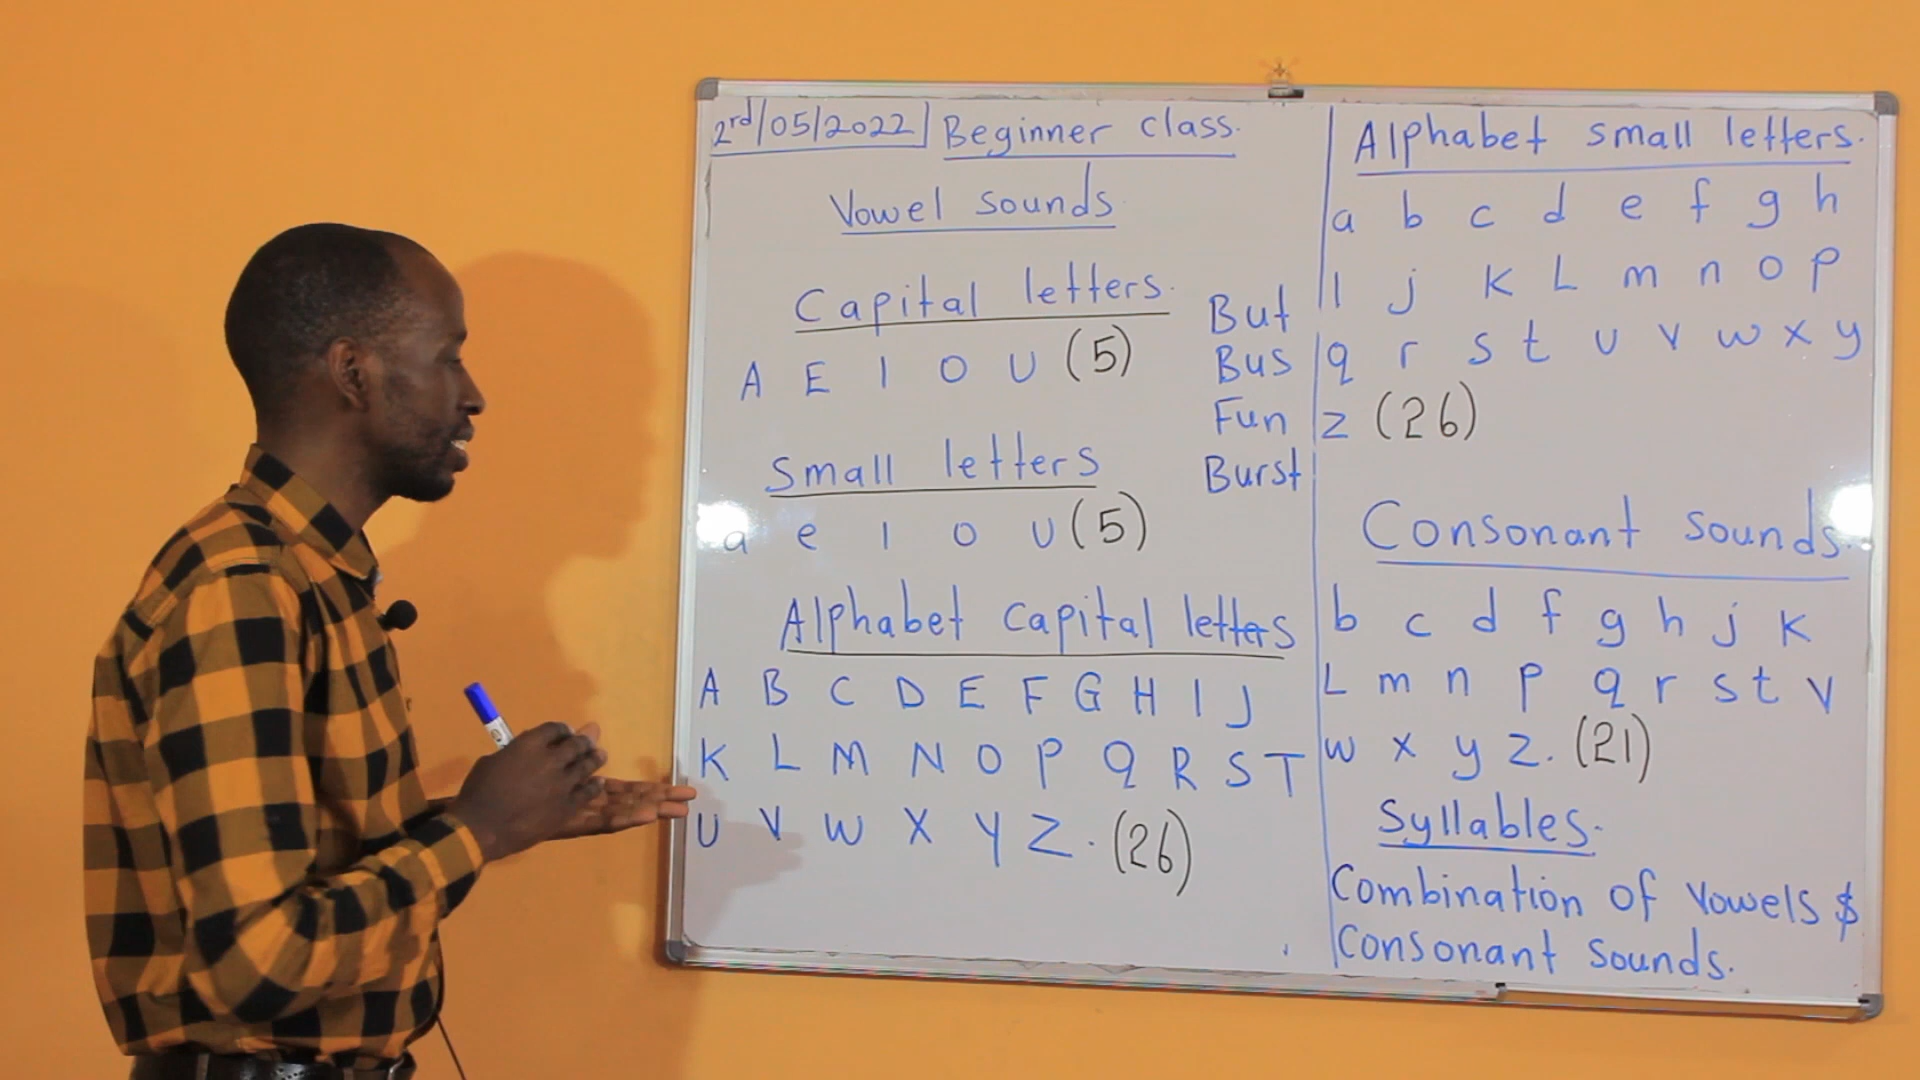 2rd/05/2022 Beginner class.
Vowel sounds
Capital letters.
A E I O U (5)
Small letters
a e I O U (5)
But
Bus
Fun
Burst
Alphabet capital letters
A B C D E F G H I J
K L M N O P Q R S T
U V W X Y Z. (26)
Alphabet small letters.
a b c d e f g h
I j k L m n o p
q r s t u v w x y
z (26)
Consonant sounds.
b c d f g h j k
L m n p q r s t v
w x y z. (21)
Syllables.
Combination of Vowels $
Consonant sounds.